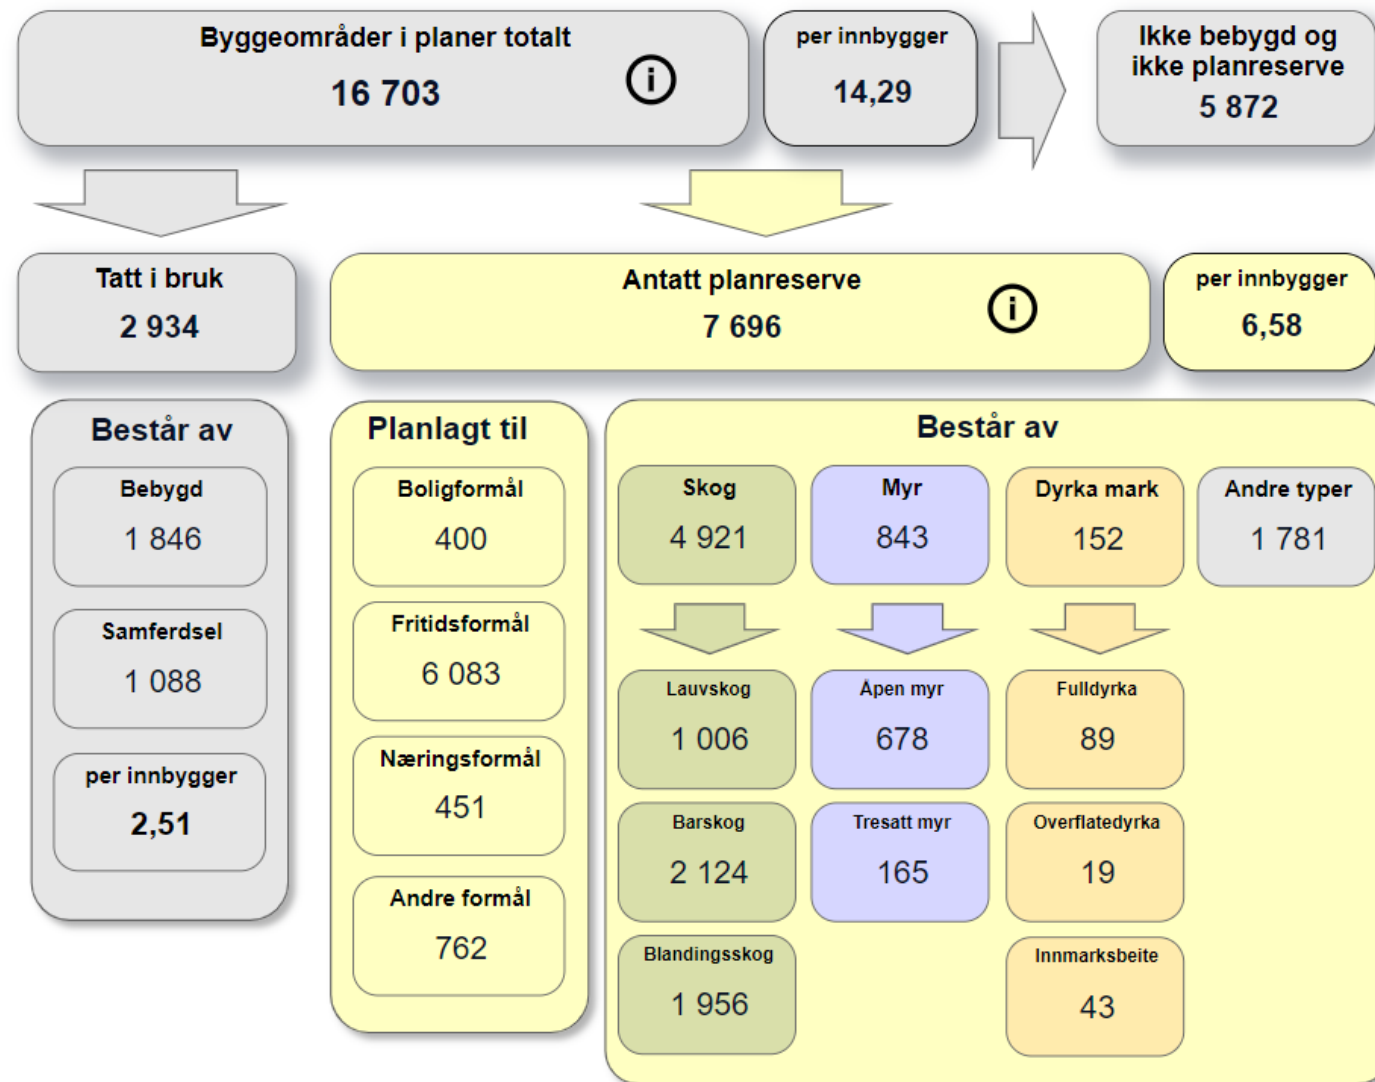 Byggeområder i planer totalt
16 703
per innbygger
14,29
Ikke bebygd og
ikke planreserve
5 872
Tatt i bruk
2 934
Antatt planreserve
7 696
per innbygger
6,58
Består av
Bebygd
1 846
Samferdsel
1 088
per innbygger
2,51
Planlagt til
Boligformål
400
Fritidsformål
6 083
Næringsformål
451
Andre formål
762
Består av
Skog
4 921
Myr
843
Dyrka mark
152
Andre typer
1 781
Lauvskog
1 006
Åpen myr
678
Fulldyrka
89
Barskog
2 124
Tresatt myr
165
Overflatedyrka
19
Blandingsskog
1 956
Innmarksbeite
43